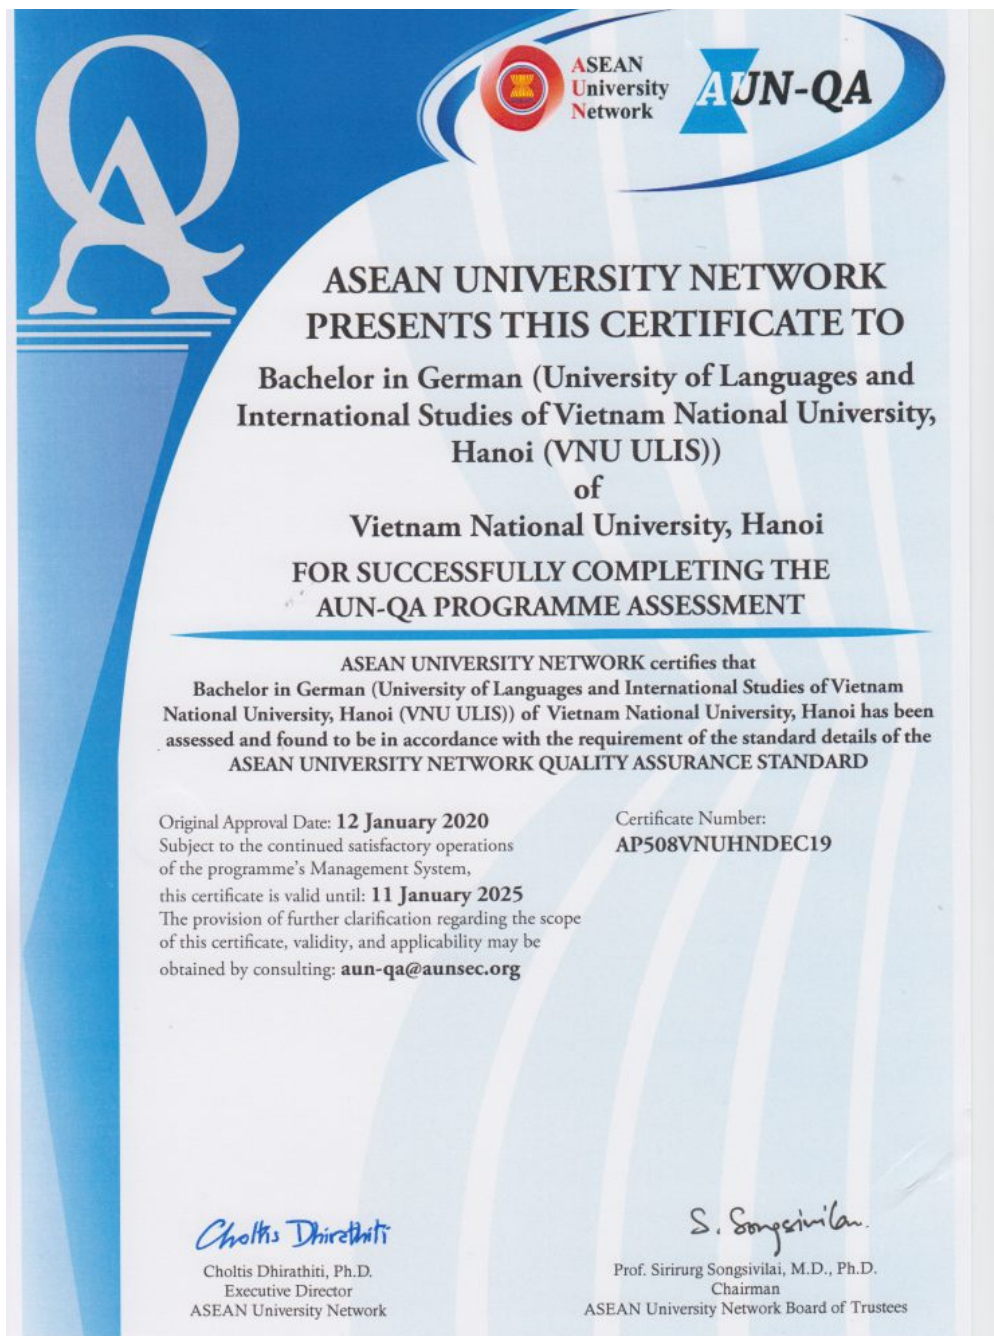 ASEAN
University
Network
AUN-QA
QA
ASEAN UNIVERSITY NETWORK
PRESENTS THIS CERTIFICATE TO
Bachelor in German (University of Languages and
International Studies of Vietnam National University,
Hanoi (VNU ULIS))
of
Vietnam National University, Hanoi
FOR SUCCESSFULLY COMPLETING THE
AUN-QA PROGRAMME ASSESSMENT
ASEAN UNIVERSITY NETWORK certifies that
Bachelor in German (University of Languages and International Studies of Vietnam
National University, Hanoi (VNU ULIS)) of Vietnam National University, Hanoi has been
assessed and found to be in accordance with the requirement of the standard details of the
ASEAN UNIVERSITY NETWORK QUALITY ASSURANCE STANDARD
Original Approval Date: 12 January 2020
Subject to the continued satisfactory operations
of the programme's Management System,
this certificate is valid until: 11 January 2025
The provision of further clarification regarding the scope
of this certificate, validity, and applicability may be
obtained by consulting: aun-qa@aunsec.org
Certificate Number:
AP508VNUHNDEC19
Choltis Dhirathiti
Choltis Dhirathiti, Ph.D.
Executive Director
ASEAN University Network
S. Songsivilai
Prof. Sirirurg Songsivilai, M.D., Ph.D.
Chairman
ASEAN University Network Board of Trustees